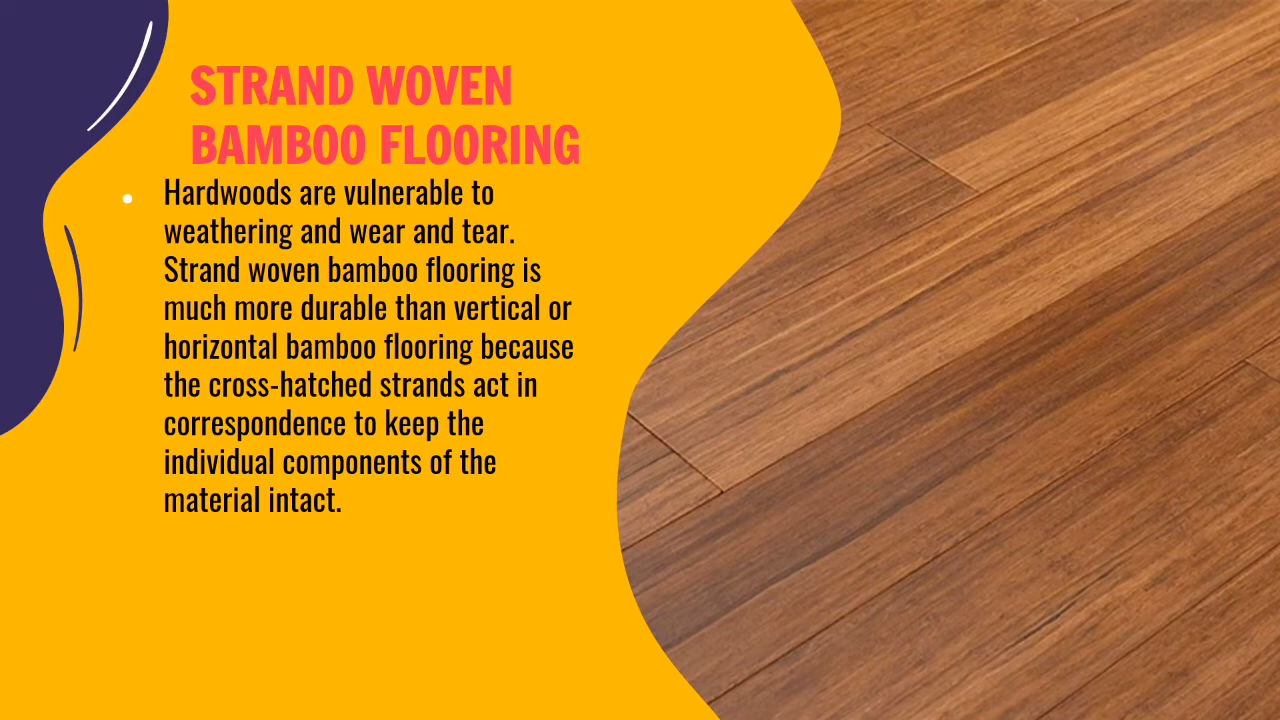 STRAND WOVEN
BAMBOO FLOORING
Hardwoods are vulnerable to
weathering and wear and tear.
Strand woven bamboo flooring is
much more durable than vertical or
horizontal bamboo flooring because
the cross-hatched strands act in
correspondence to keep the
individual components of the
material intact.